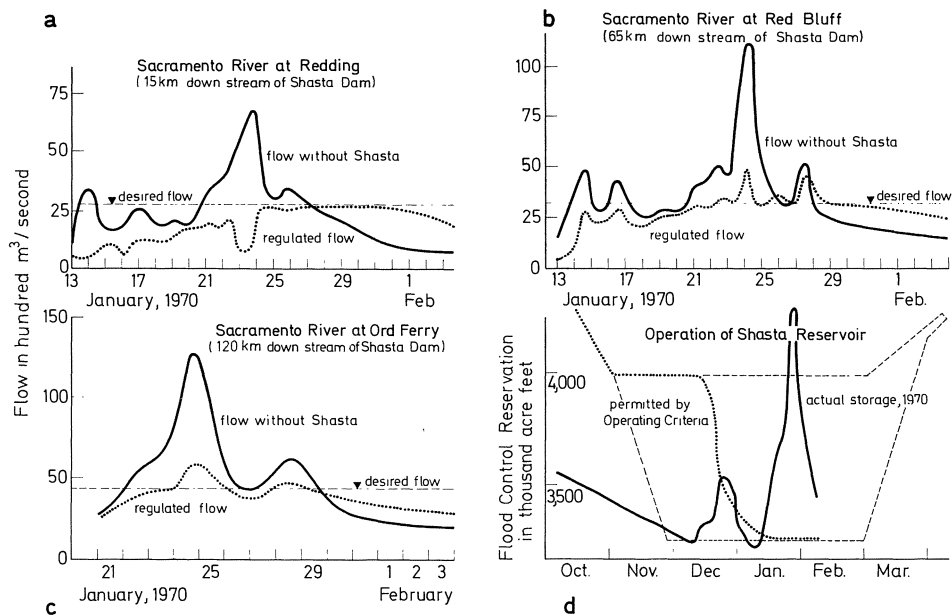 a
Sacramento River at Redding
(15km down stream of Shasta Dam)
75
50
25
0
flow without Shasta
desired flow
regulated flow
13 17 21 25 29 1
January, 1970 Feb
b
Sacramento River at Red Bluff
(65km down stream of Shasta Dam)
100
75
50
25
0
flow without Shasta
desired flow
regulated flow
13 17 21 25 29 1
January, 1970 Feb.
Flow in hundred m³/second
150
100
50
0
Sacramento River at Ord Ferry
(120km down stream of Shasta Dam)
flow without Shasta
desired flow
regulated flow
21 25 29 1 2 3
January, 1970 February
c
Flood Control Reservation
in thousand acre feet
Operation of Shasta Reservoir
4,000
3,500
permitted by
Operating Criteria
actual storage, 1970
Oct. Nov. Dec Jan. Feb. Mar.
d